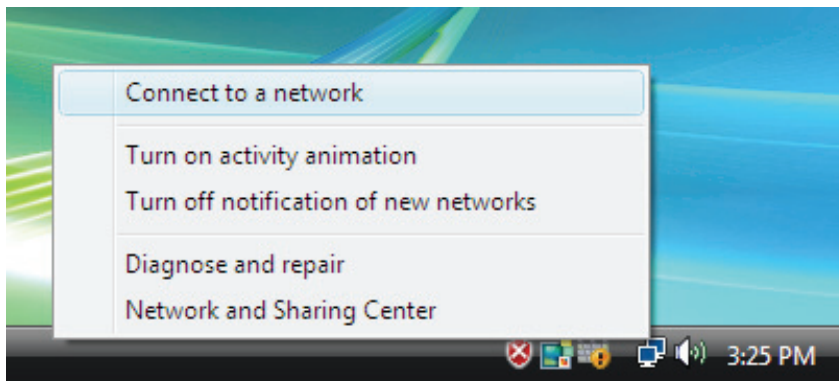 Connect to a network
Turn on activity animation
Turn off notification of new networks
Diagnose and repair
Network and Sharing Center
3:25 PM